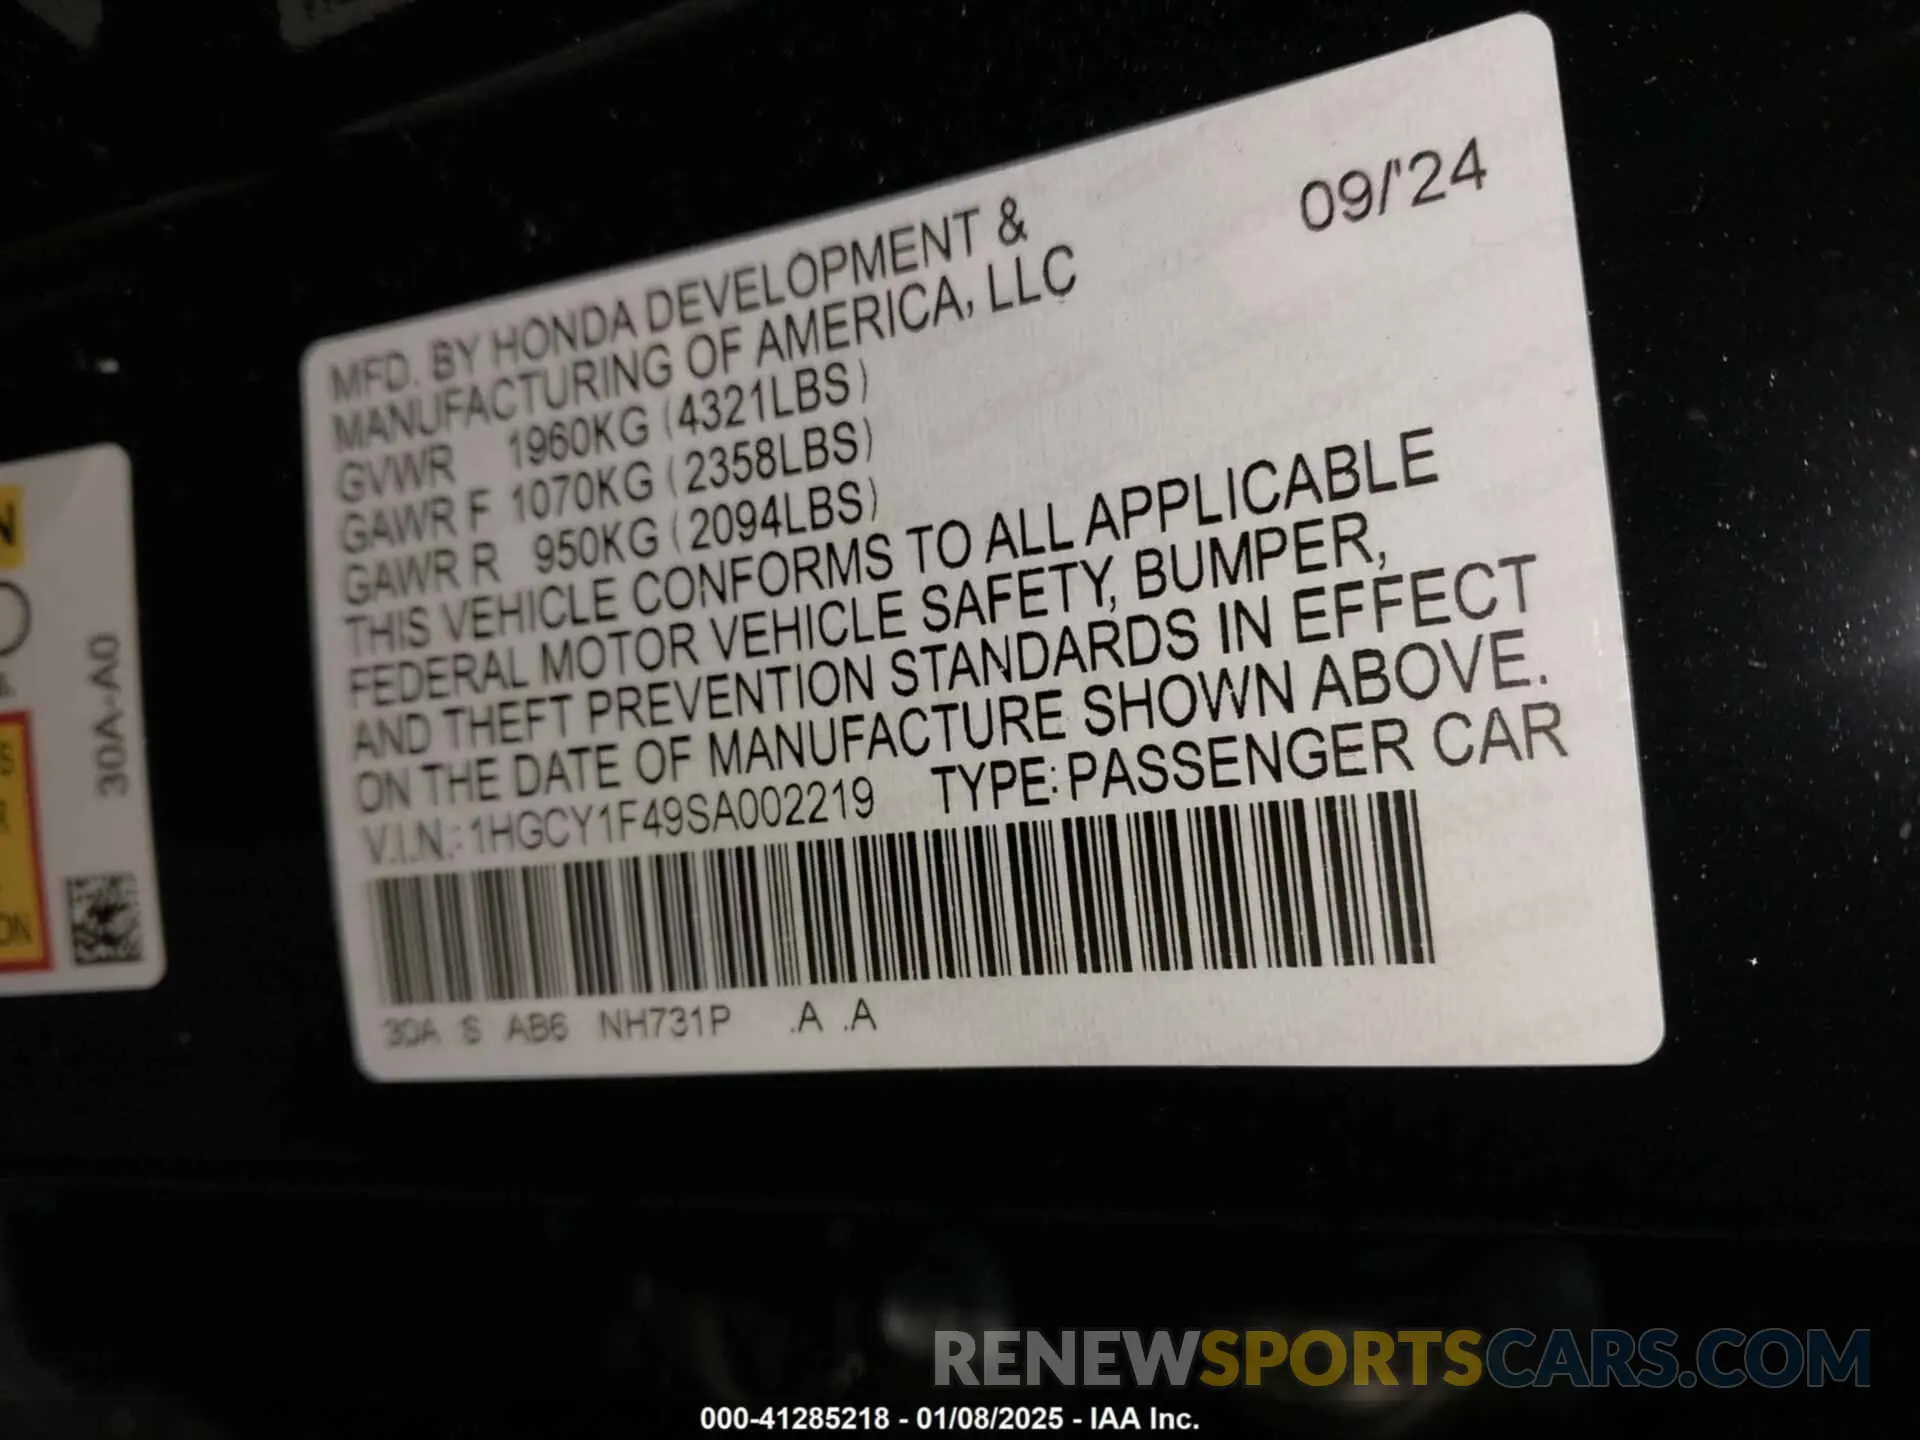 09/'24
MFD. BY HONDA DEVELOPMENT &
MANUFACTURING OF AMERICA, LLC
GVWR 1960KG (4321LBS)
GAWR F 1070KG (2358LBS)
GAWR R 950KG (2094LBS)
THIS VEHICLE CONFORMS TO ALL APPLICABLE
FEDERAL MOTOR VEHICLE SAFETY, BUMPER,
AND THEFT PREVENTION STANDARDS IN EFFECT
ON THE DATE OF MANUFACTURE SHOWN ABOVE.
V.I.N.: 1HGCY1F49SA002219 TYPE: PASSENGER CAR
30A S AB6 NH731P .A .A
30A-A0
RENEWSPORTSCARS.COM
000-41285218 - 01/08/2025 - IAA Inc.